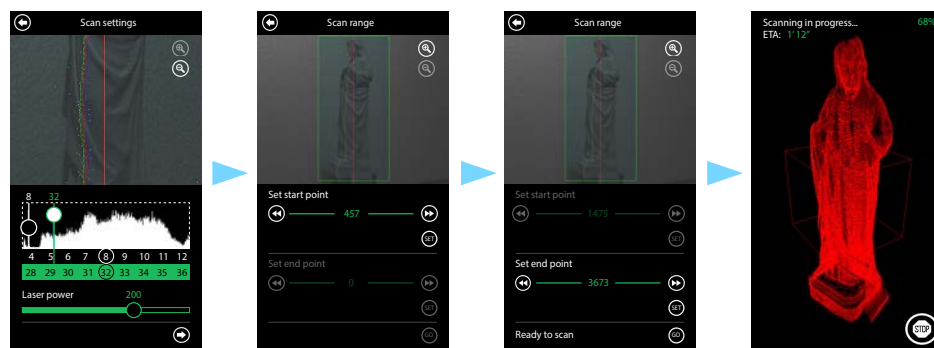 Scan settings
8 32
4 5 6 7 8 9 10 11 12
28 29 30 31 32 33 34 35 36
Laser power 200
Scan range
Set start point
457
SET
Set end point
0
SET
GO
Scan range
Set start point
1475
SET
Set end point
3673
SET
Ready to scan GO
Scanning in progress... 68%
ETA: 1'12"
STOP